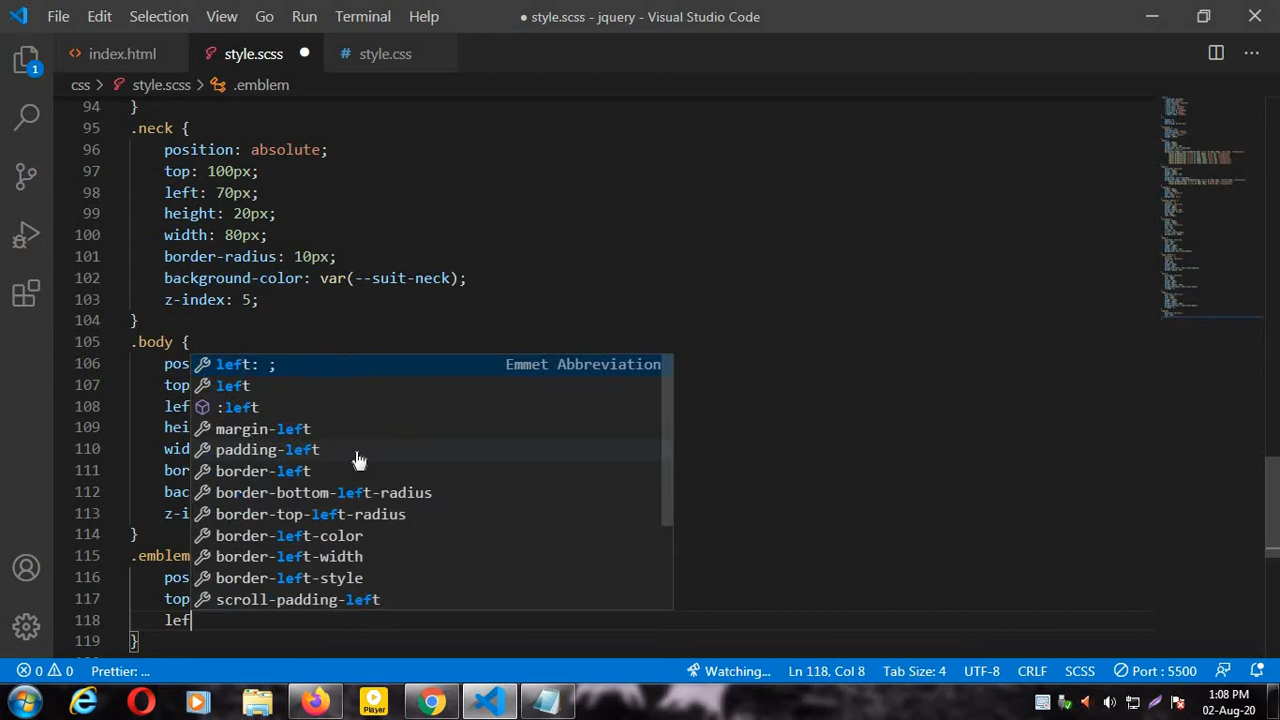 File Edit Selection View Go Run Terminal Help
● style.scss - jquery - Visual Studio Code
index.html style.scss style.css
css > style.scss > .emblem
94 }
95 .neck {
96 position: absolute;
97 top: 100px;
98 left: 70px;
99 height: 20px;
100 width: 80px;
101 border-radius: 10px;
102 background-color: var(--suit-neck);
103 z-index: 5;
104 }
105 .body {
106 pos
left: ; Emmet Abbreviation
107 top
left
108 lef
:left
109 hei
margin-left
110 wid
padding-left
111 bor
border-left
112 bac
border-bottom-left-radius
113 z-i
border-top-left-radius
114 }
border-left-color
115 .emblem
border-left-width
116 pos
border-left-style
117 top
scroll-padding-left
118 lef
119 }
1
0 0 Prettier: ... Watching... Ln 118, Col 8 Tab Size: 4 UTF-8 CRLF SCSS Port : 5500
Player
1:08 PM
02-Aug-20